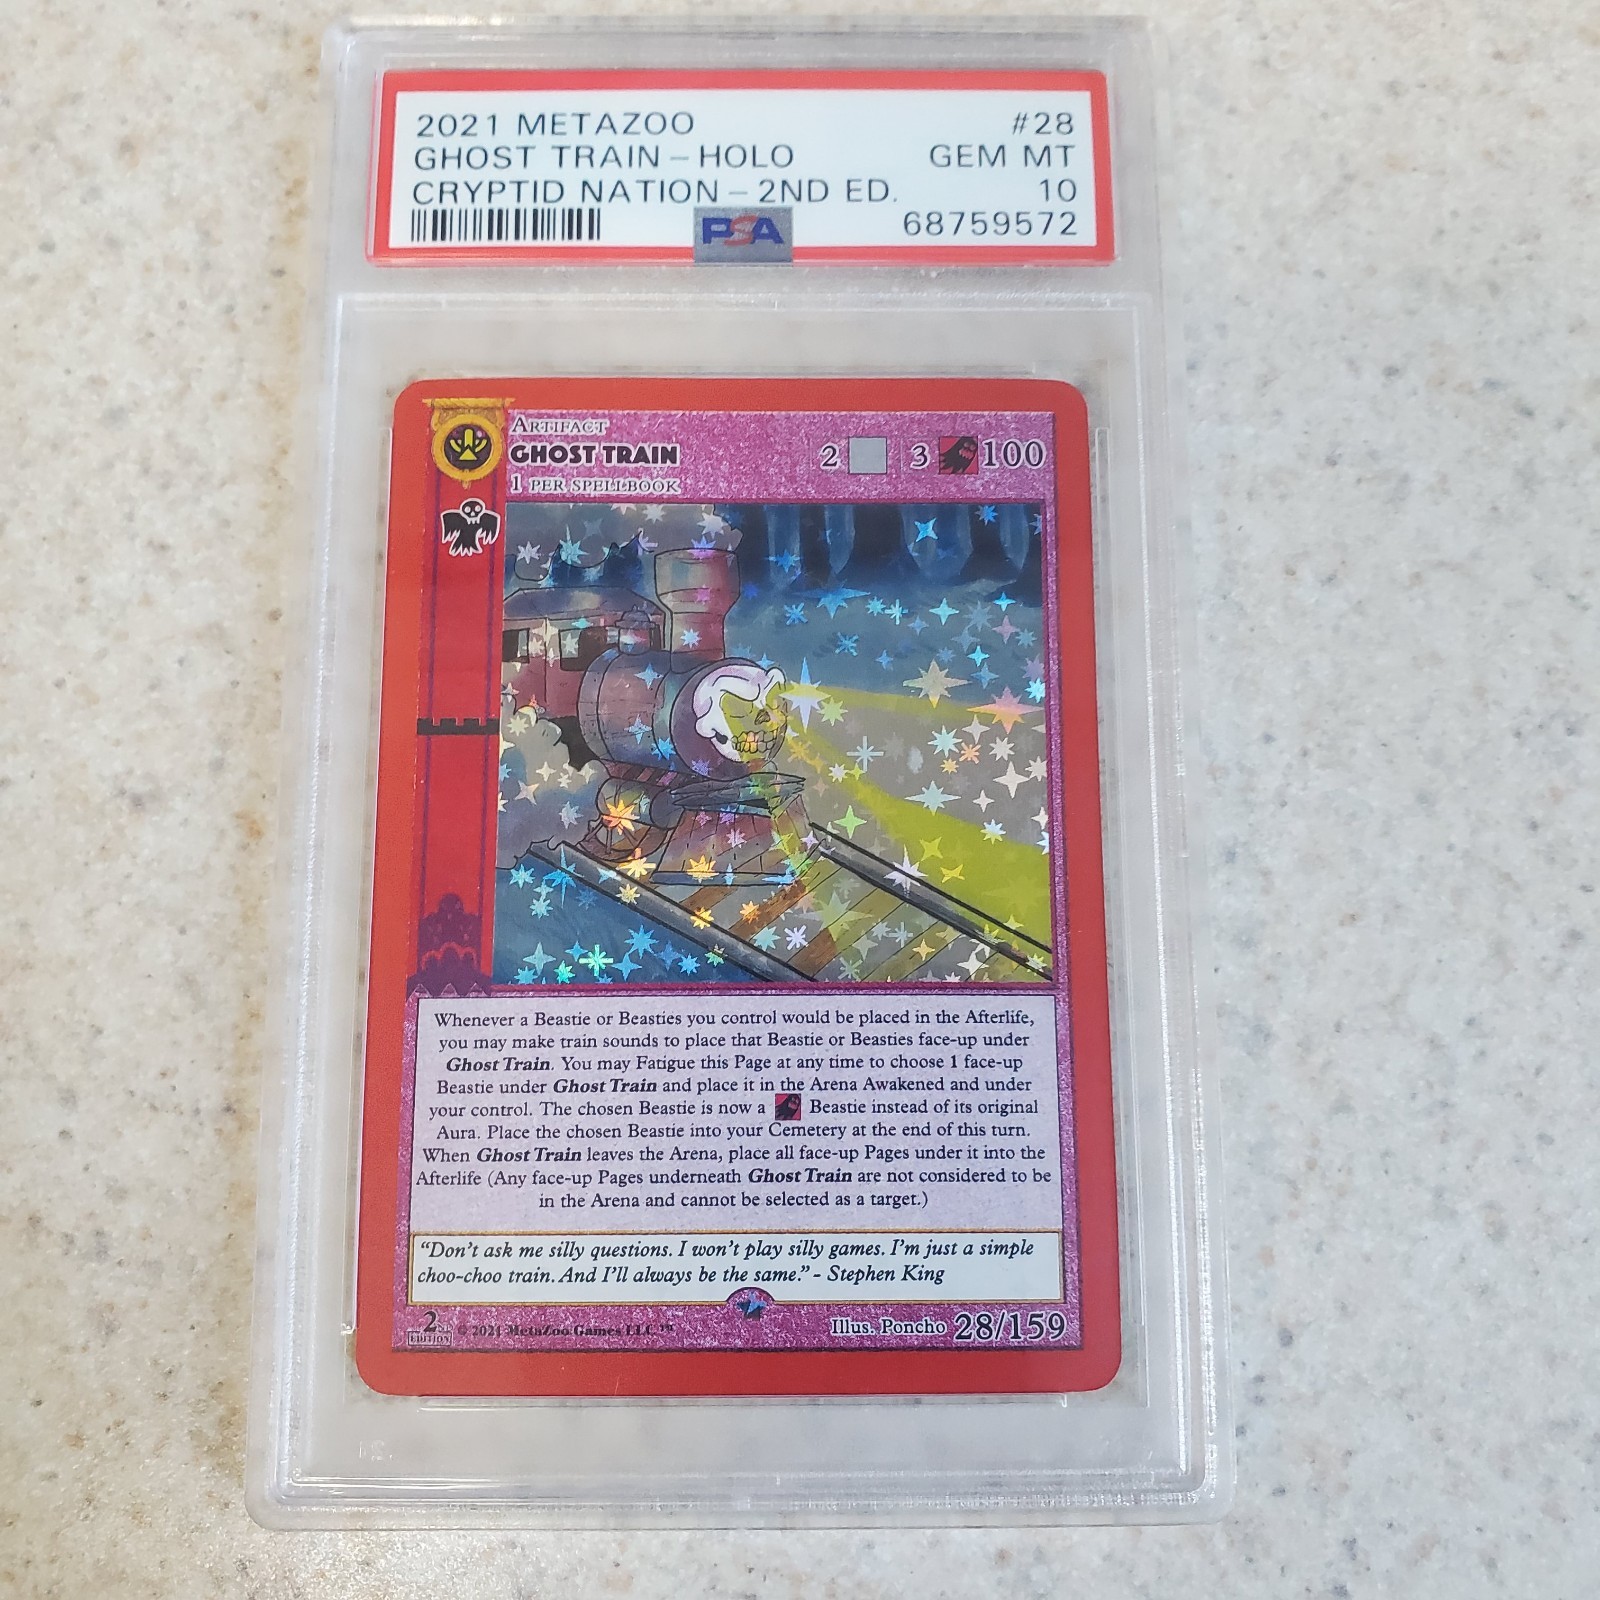 2021 METAZOO #28
GHOST TRAIN - HOLO GEM MT
CRYPTID NATION - 2ND ED. 10
PSA 68759572
ARTIFACT
GHOST TRAIN 2 3 100
1 PER SPELLBOOK
Whenever a Beastie or Beasties you control would be placed in the Afterlife,
you may make train sounds to place that Beastie or Beasties face-up under
Ghost Train. You may Fatigue this Page at any time to choose 1 face-up
Beastie under Ghost Train and place it in the Arena Awakened and under
your control. The chosen Beastie is now a Beastie instead of its original
Aura. Place the chosen Beastie into your Cemetery at the end of this turn.
When Ghost Train leaves the Arena, place all face-up Pages under it into the
Afterlife (Any face-up Pages underneath Ghost Train are not considered to be
in the Arena and cannot be selected as a target.)
“Don't ask me silly questions. I won't play silly games. I'm just a simple
choo-choo train. And I'll always be the same.” - Stephen King
2ND
EDITION © 2021 MetaZoo Games LLC ™ Illus. Poncho 28/159